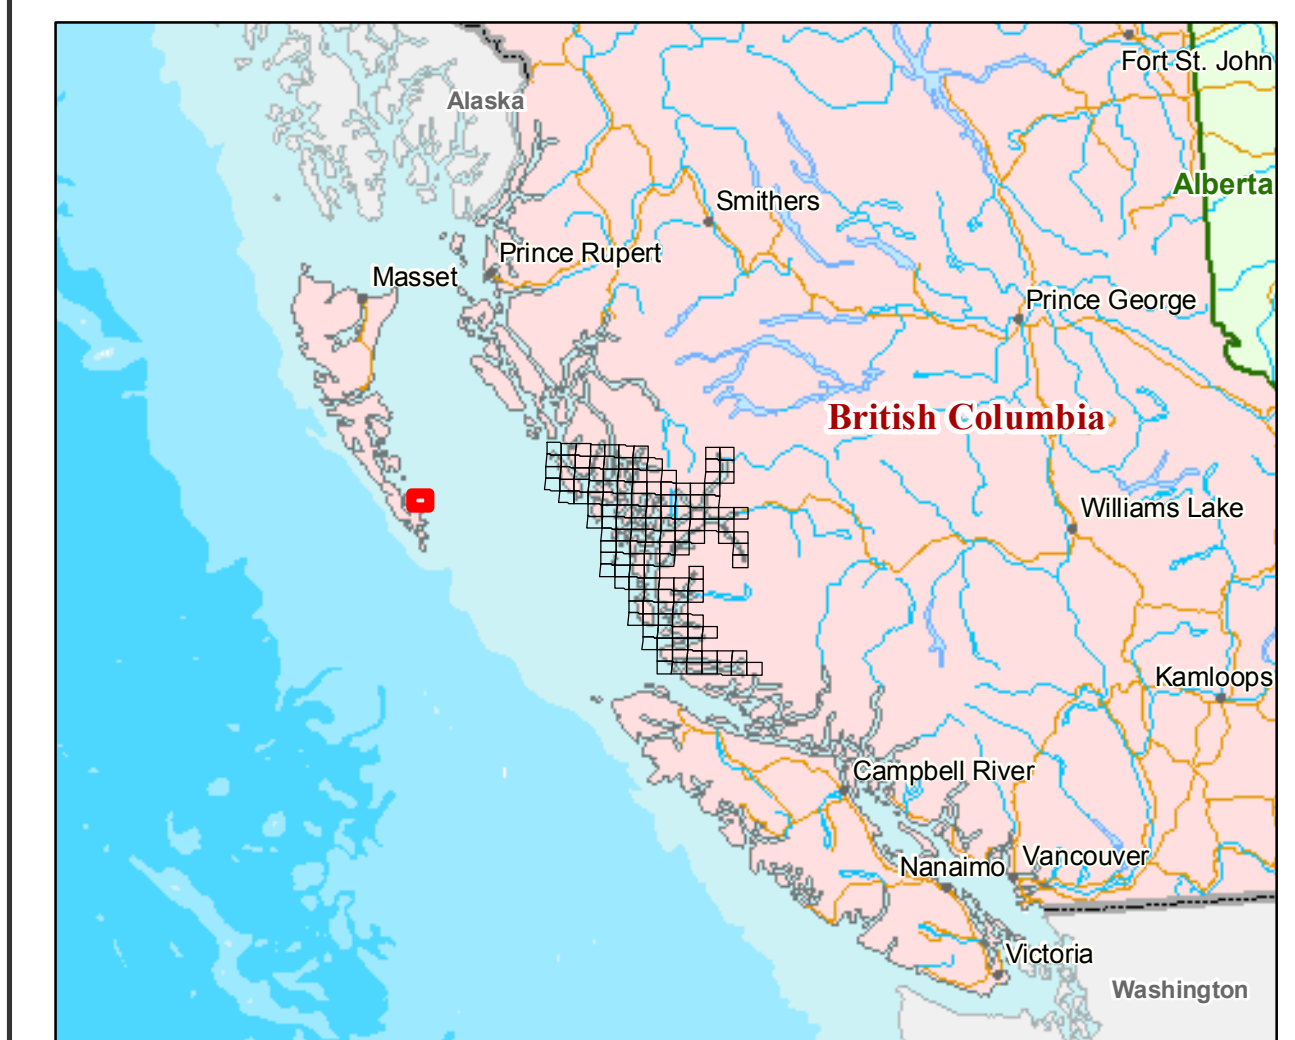 Fort St. John
Alaska
Alberta
Smithers
Prince Rupert
Masset
Prince George
British Columbia
Williams Lake
Kamloops
Campbell River
Vancouver
Nanaimo
Victoria
Washington